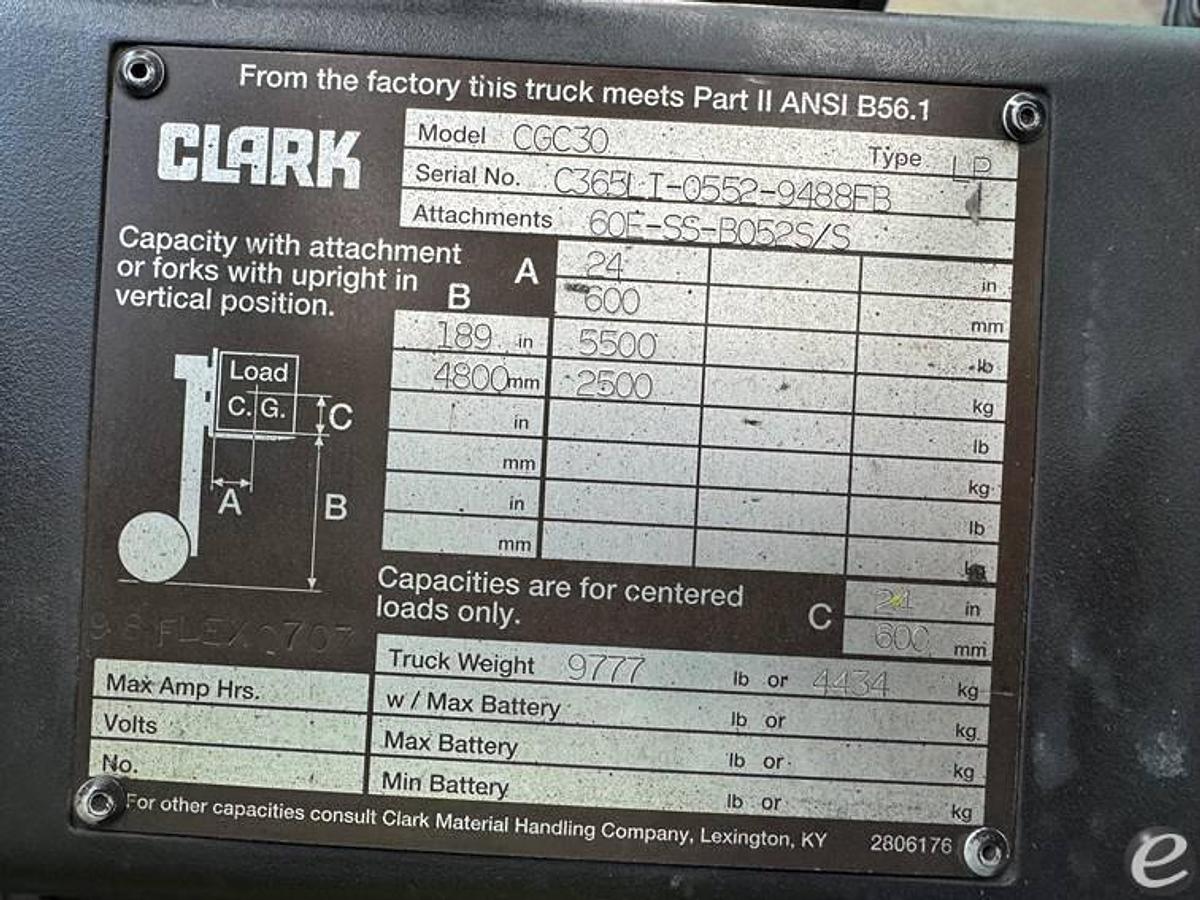 From the factory this truck meets Part II ANSI B56.1
CLARK
Model CGC30 Type LP
Serial No. C365LI-0552-9488FB
Attachments 60F-SS-B052S/S
Capacity with attachment
or forks with upright in
vertical position.
A 24 in
600 mm
B
189 in 5500 lb
4800 mm 2500 kg
in lb
mm kg
in lb
mm kg
Load
C. G.
C
A
B
Capacities are for centered
loads only.
C 24 in
600 mm
Truck Weight 9777 lb or 4434 kg
w / Max Battery lb or kg
Max Battery lb or kg
Min Battery lb or kg
Max Amp Hrs.
Volts
No.
For other capacities consult Clark Material Handling Company, Lexington, KY 2806176
e